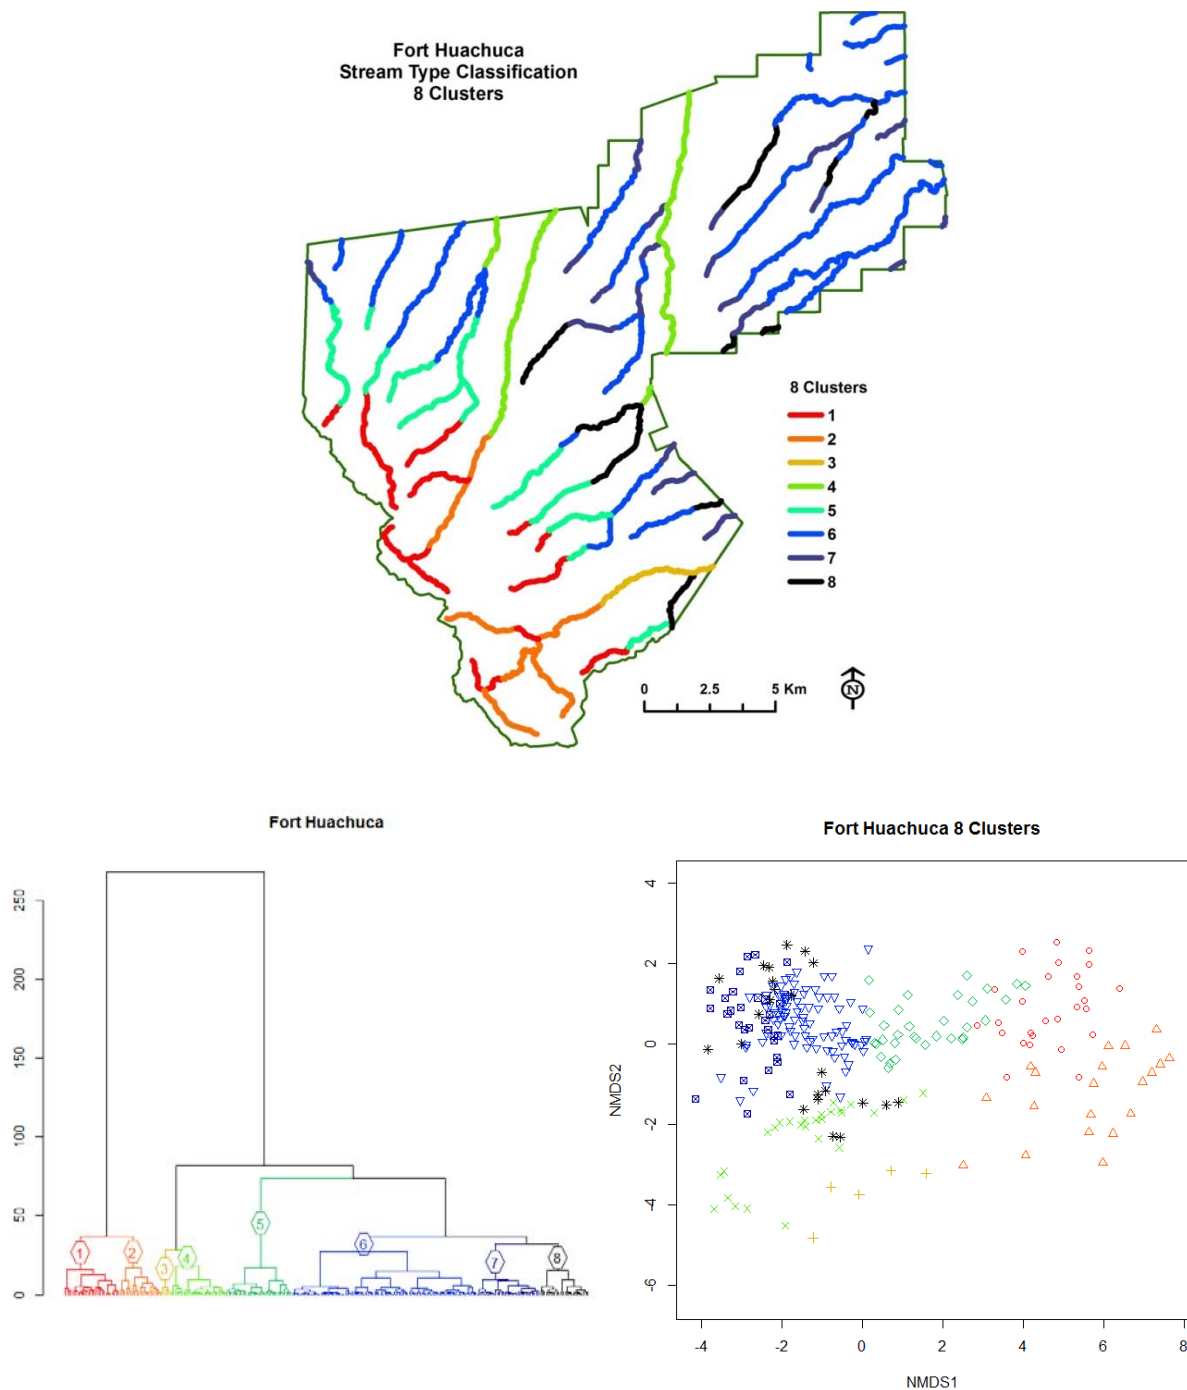 Fort Huachuca
Stream Type Classification
8 Clusters
8 Clusters
1
2
3
4
5
6
7
8
0 2.5 5 Km
N
Fort Huachuca
250
200
150
100
50
0
1
2
3
4
5
6
7
8
Fort Huachuca 8 Clusters
NMDS2
4
2
0
-2
-4
-6
-4 -2 0 2 4 6 8
NMDS1